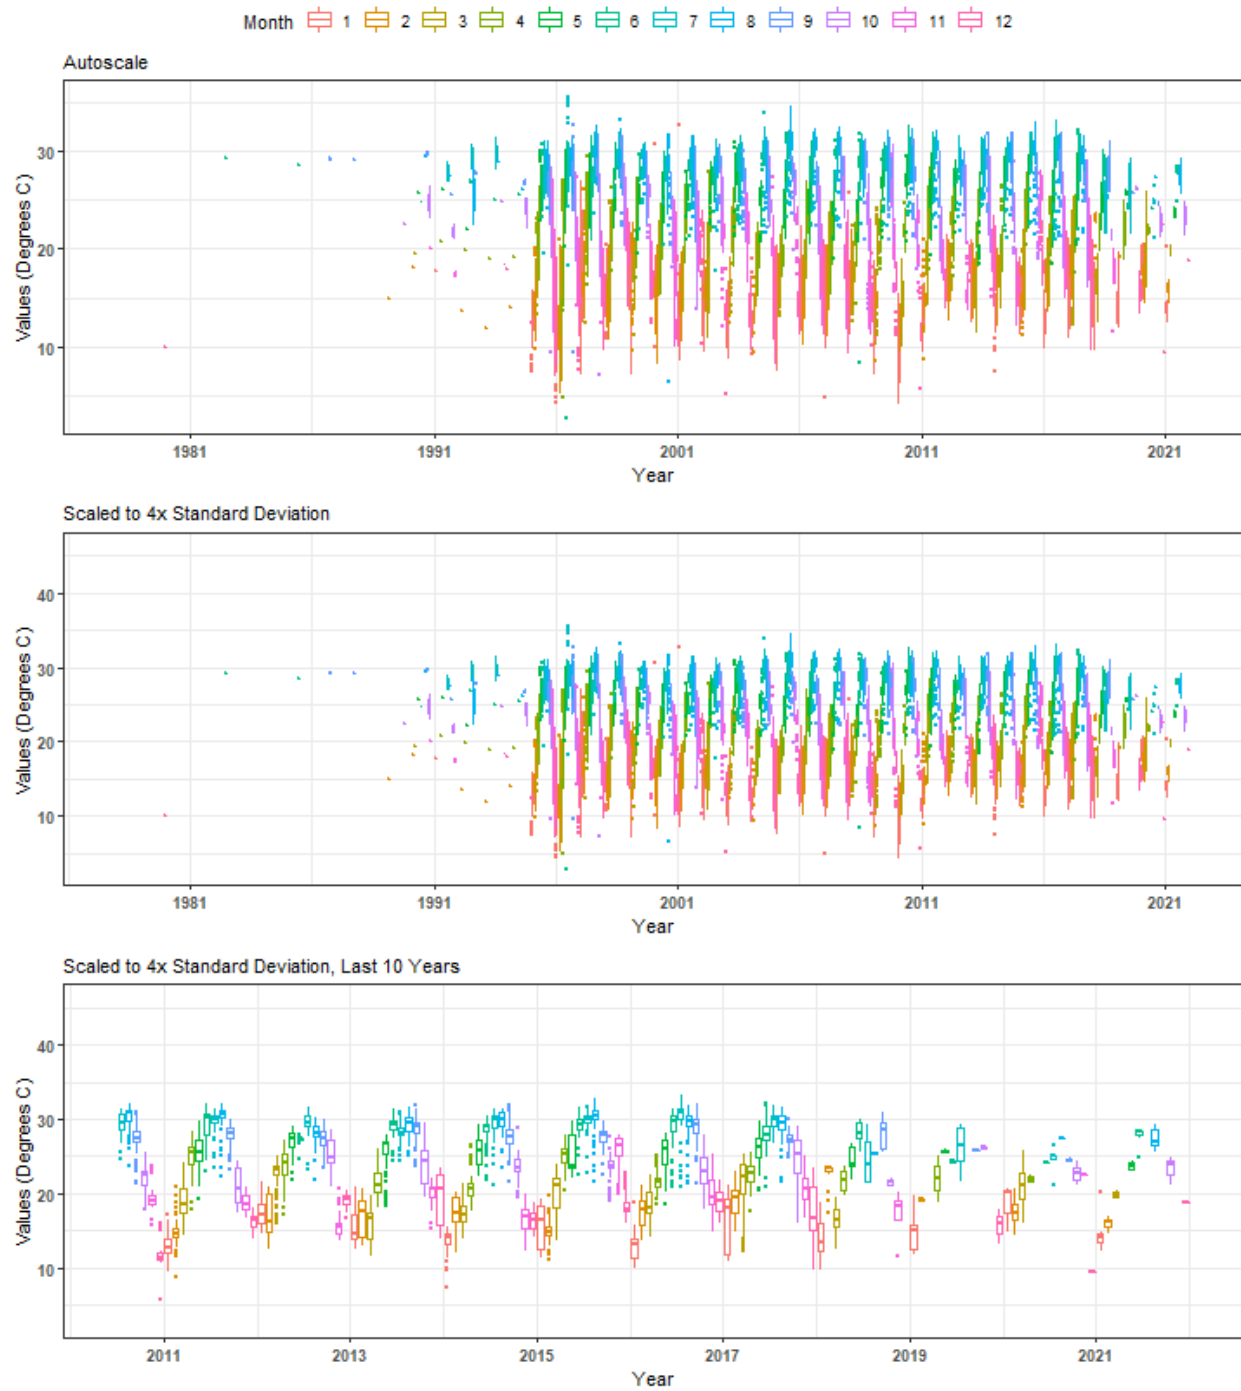 Month 1 2 3 4 5 6 7 8 9 10 11 12
Autoscale
Values (Degrees C)
30
20
10
1981 1991 2001 2011 2021
Year
Scaled to 4x Standard Deviation
Values (Degrees C)
40
30
20
10
1981 1991 2001 2011 2021
Year
Scaled to 4x Standard Deviation, Last 10 Years
Values (Degrees C)
40
30
20
10
2011 2013 2015 2017 2019 2021
Year